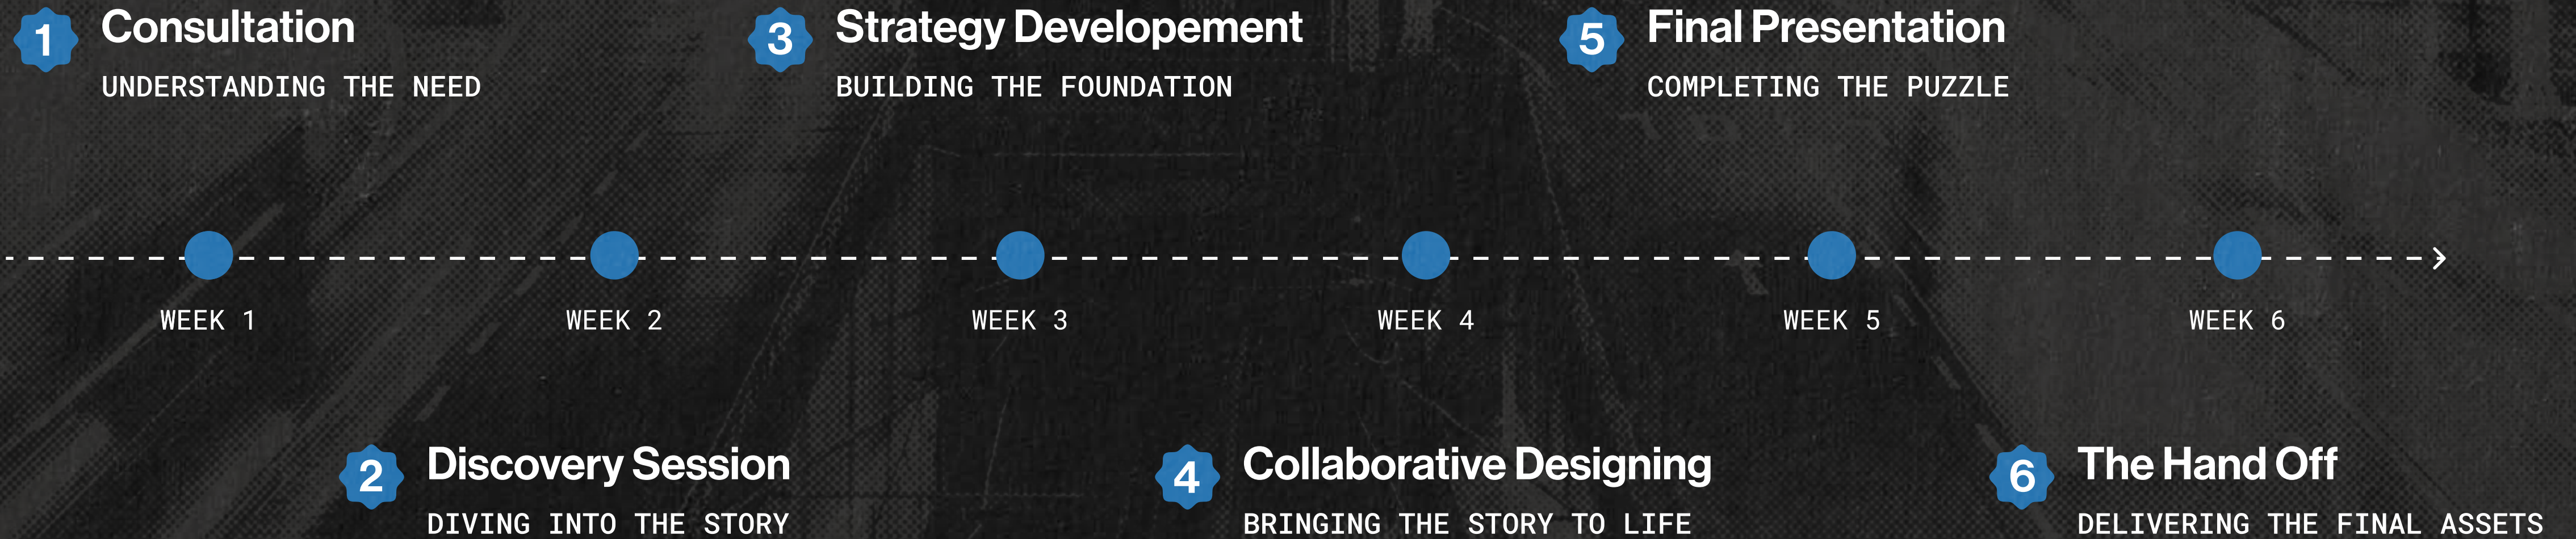 1 Consultation
UNDERSTANDING THE NEED
3 Strategy Developement
BUILDING THE FOUNDATION
5 Final Presentation
COMPLETING THE PUZZLE
WEEK 1
WEEK 2
WEEK 3
WEEK 4
WEEK 5
WEEK 6
2 Discovery Session
DIVING INTO THE STORY
4 Collaborative Designing
BRINGING THE STORY TO LIFE
6 The Hand Off
DELIVERING THE FINAL ASSETS